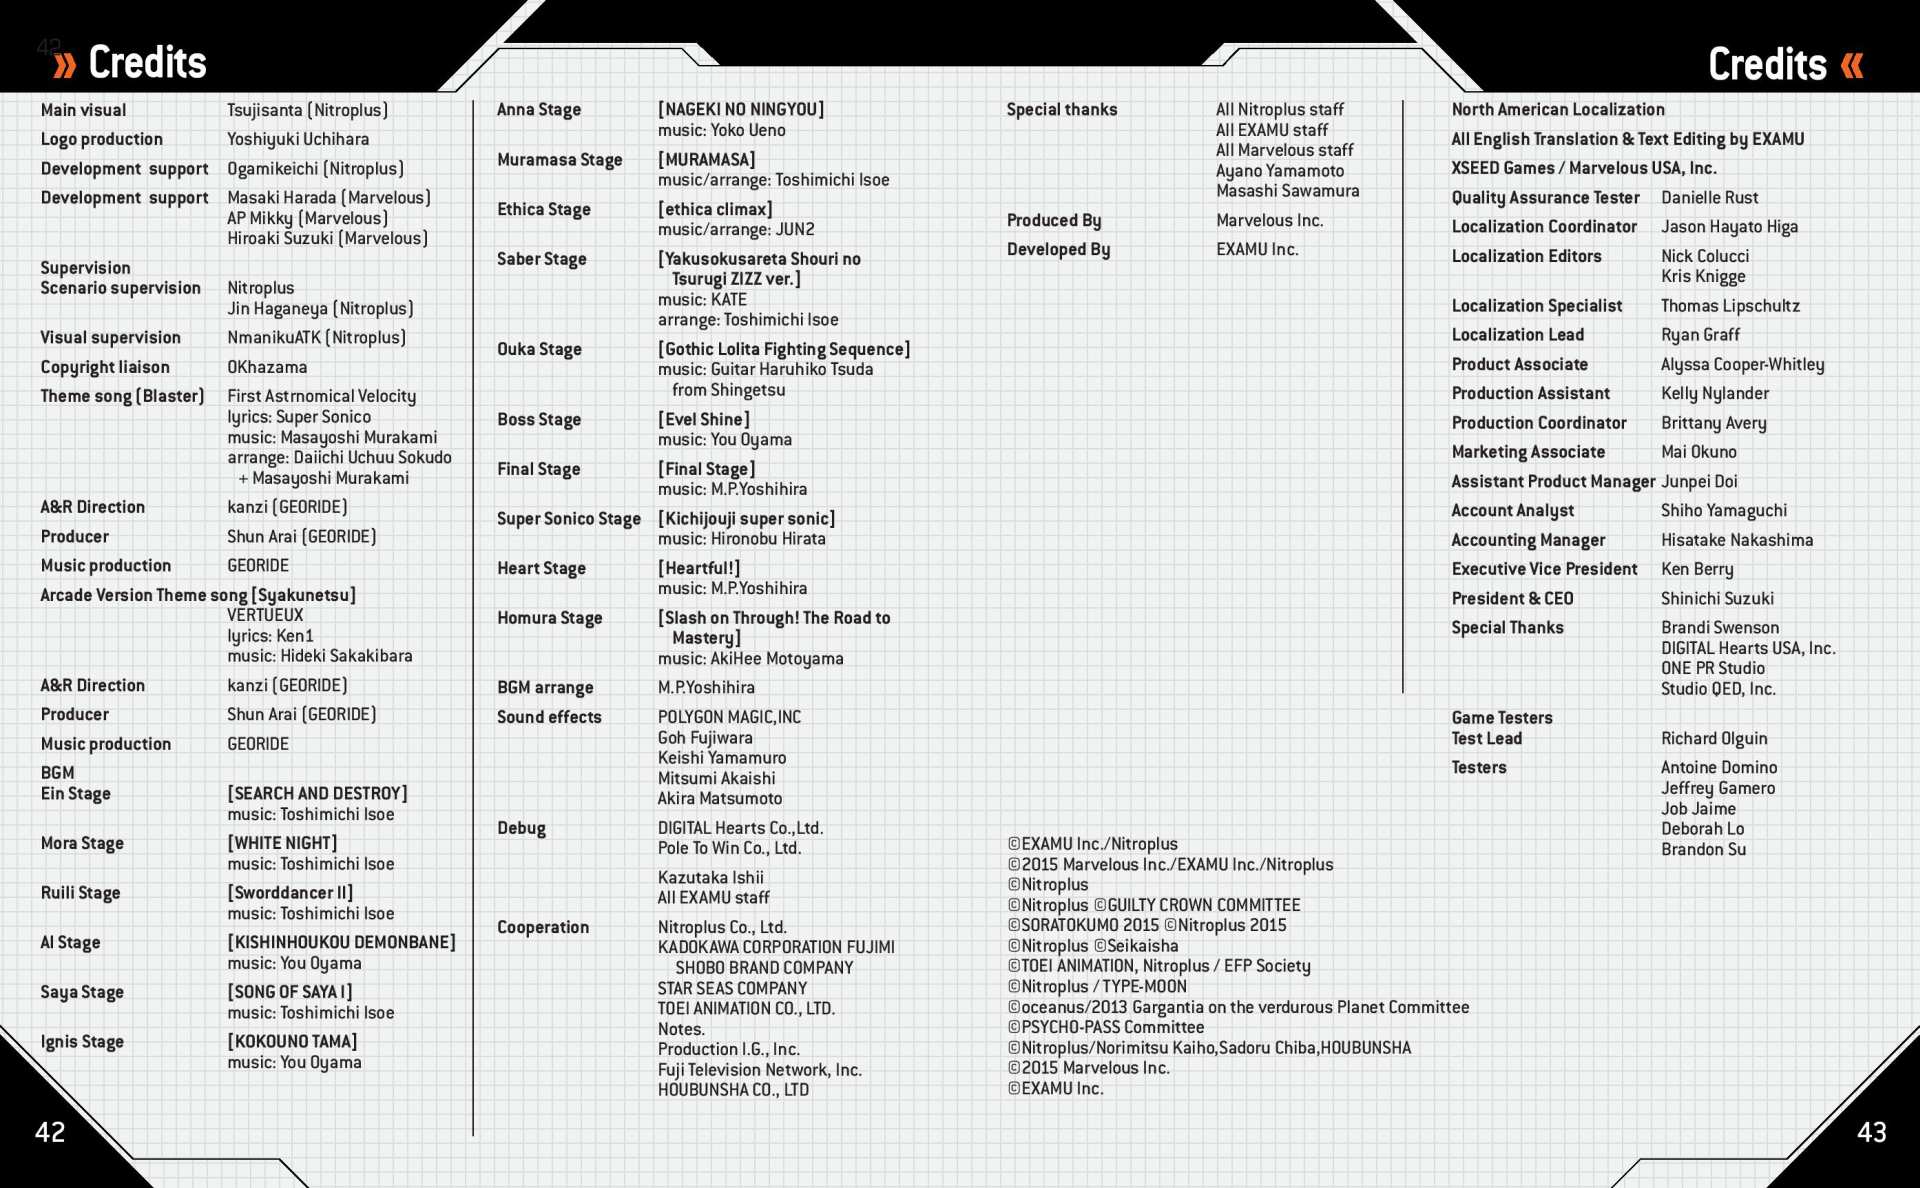 42
» Credits
Main visual Tsujisanta (Nitroplus)
Logo production Yoshiyuki Uchihara
Development support Ogamikeichi (Nitroplus)
Development support Masaki Harada (Marvelous)
AP Mikky (Marvelous)
Hiroaki Suzuki (Marvelous)
Supervision
Scenario supervision Nitroplus
Jin Haganeya (Nitroplus)
Visual supervision NmanikuATK (Nitroplus)
Copyright liaison OKhazama
Theme song (Blaster) First Astrnomical Velocity
lyrics: Super Sonico
music: Masayoshi Murakami
arrange: Daiichi Uchuu Sokudo
+ Masayoshi Murakami
A&R Direction kanzi (GEORIDE)
Producer Shun Arai (GEORIDE)
Music production GEORIDE
Arcade Version Theme song [Syakunetsu]
VERTUEUX
lyrics: Ken1
music: Hideki Sakakibara
A&R Direction kanzi (GEORIDE)
Producer Shun Arai (GEORIDE)
Music production GEORIDE
BGM
Ein Stage [SEARCH AND DESTROY]
music: Toshimichi Isoe
Mora Stage [WHITE NIGHT]
music: Toshimichi Isoe
Ruili Stage [Sworddancer II]
music: Toshimichi Isoe
Al Stage [KISHINHOUKOU DEMONBANE]
music: You Oyama
Saya Stage [SONG OF SAYA I]
music: Toshimichi Isoe
Ignis Stage [KOKOUNO TAMA]
music: You Oyama
42
Anna Stage [NAGEKI NO NINGYOU]
music: Yoko Ueno
Muramasa Stage [MURAMASA]
music/arrange: Toshimichi Isoe
Ethica Stage [ethica climax]
music/arrange: JUN2
Saber Stage [Yakusokusareta Shouri no
Tsurugi ZIZZ ver.]
music: KATE
arrange: Toshimichi Isoe
Ouka Stage [Gothic Lolita Fighting Sequence]
music: Guitar Haruhiko Tsuda
from Shingetsu
Boss Stage [Evel Shine]
music: You Oyama
Final Stage [Final Stage]
music: M.P.Yoshihira
Super Sonico Stage [Kichijouji super sonic]
music: Hironobu Hirata
Heart Stage [Heartful!]
music: M.P.Yoshihira
Homura Stage [Slash on Through! The Road to
Mastery]
music: AkiHee Motoyama
BGM arrange M.P.Yoshihira
Sound effects POLYGON MAGIC,INC
Goh Fujiwara
Keishi Yamamuro
Mitsumi Akaishi
Akira Matsumoto
Debug DIGITAL Hearts Co.,Ltd.
Pole To Win Co., Ltd.
Kazutaka Ishii
All EXAMU staff
Cooperation Nitroplus Co., Ltd.
KADOKAWA CORPORATION FUJIMI
SHOBO BRAND COMPANY
STAR SEAS COMPANY
TOEI ANIMATION CO., LTD.
Notes.
Production I.G., Inc.
Fuji Television Network, Inc.
HOUBUNSHA CO., LTD
Credits «
Special thanks All Nitroplus staff
All EXAMU staff
All Marvelous staff
Ayano Yamamoto
Masashi Sawamura
Produced By Marvelous Inc.
Developed By EXAMU Inc.
©EXAMU Inc./Nitroplus
©2015 Marvelous Inc./EXAMU Inc./Nitroplus
©Nitroplus
©Nitroplus ©GUILTY CROWN COMMITTEE
©SORATOKUMO 2015 ©Nitroplus 2015
©Nitroplus ©Seikaisha
©TOEI ANIMATION, Nitroplus / EFP Society
©Nitroplus / TYPE-MOON
©oceanus/2013 Gargantia on the verdurous Planet Committee
©PSYCHO-PASS Committee
©Nitroplus/Norimitsu Kaiho,Sadoru Chiba,HOUBUNSHA
©2015 Marvelous Inc.
©EXAMU Inc.
North American Localization
All English Translation & Text Editing by EXAMU
XSEED Games / Marvelous USA, Inc.
Quality Assurance Tester Danielle Rust
Localization Coordinator Jason Hayato Higa
Localization Editors Nick Colucci
Kris Knigge
Localization Specialist Thomas Lipschultz
Localization Lead Ryan Graff
Product Associate Alyssa Cooper-Whitley
Production Assistant Kelly Nylander
Production Coordinator Brittany Avery
Marketing Associate Mai Okuno
Assistant Product Manager Junpei Doi
Account Analyst Shiho Yamaguchi
Accounting Manager Hisatake Nakashima
Executive Vice President Ken Berry
President & CEO Shinichi Suzuki
Special Thanks Brandi Swenson
DIGITAL Hearts USA, Inc.
ONE PR Studio
Studio QED, Inc.
Game Testers
Test Lead Richard Olguin
Testers Antoine Domino
Jeffrey Gamero
Job Jaime
Deborah Lo
Brandon Su
43